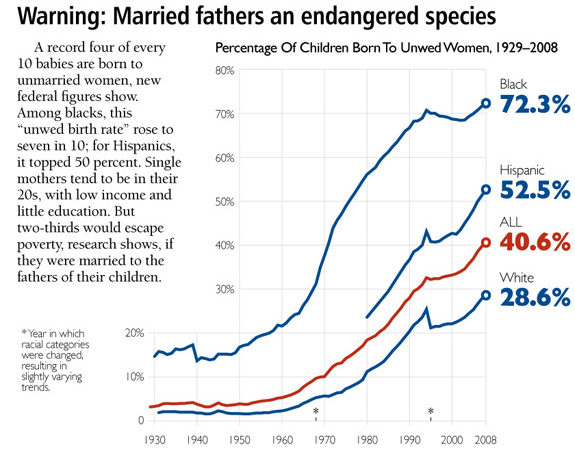 Warning: Married fathers an endangered species
A record four of every
10 babies are born to
unmarried women, new
federal figures show.
Among blacks, this
“unwed birth rate” rose to
seven in 10; for Hispanics,
it topped 50 percent. Single
mothers tend to be in their
20s, with low income and
little education. But
two-thirds would escape
poverty, research shows, if
they were married to the
fathers of their children.
*Year in which
racial categories
were changed,
resulting in
slightly varying
trends.
Percentage Of Children Born To Unwed Women, 1929–2008
80%
70%
60%
50%
40%
30%
20%
10%
0
Black
72.3%
Hispanic
52.5%
ALL
40.6%
White
28.6%
* *
1930 1940 1950 1960 1970 1980 1990 2000 2008